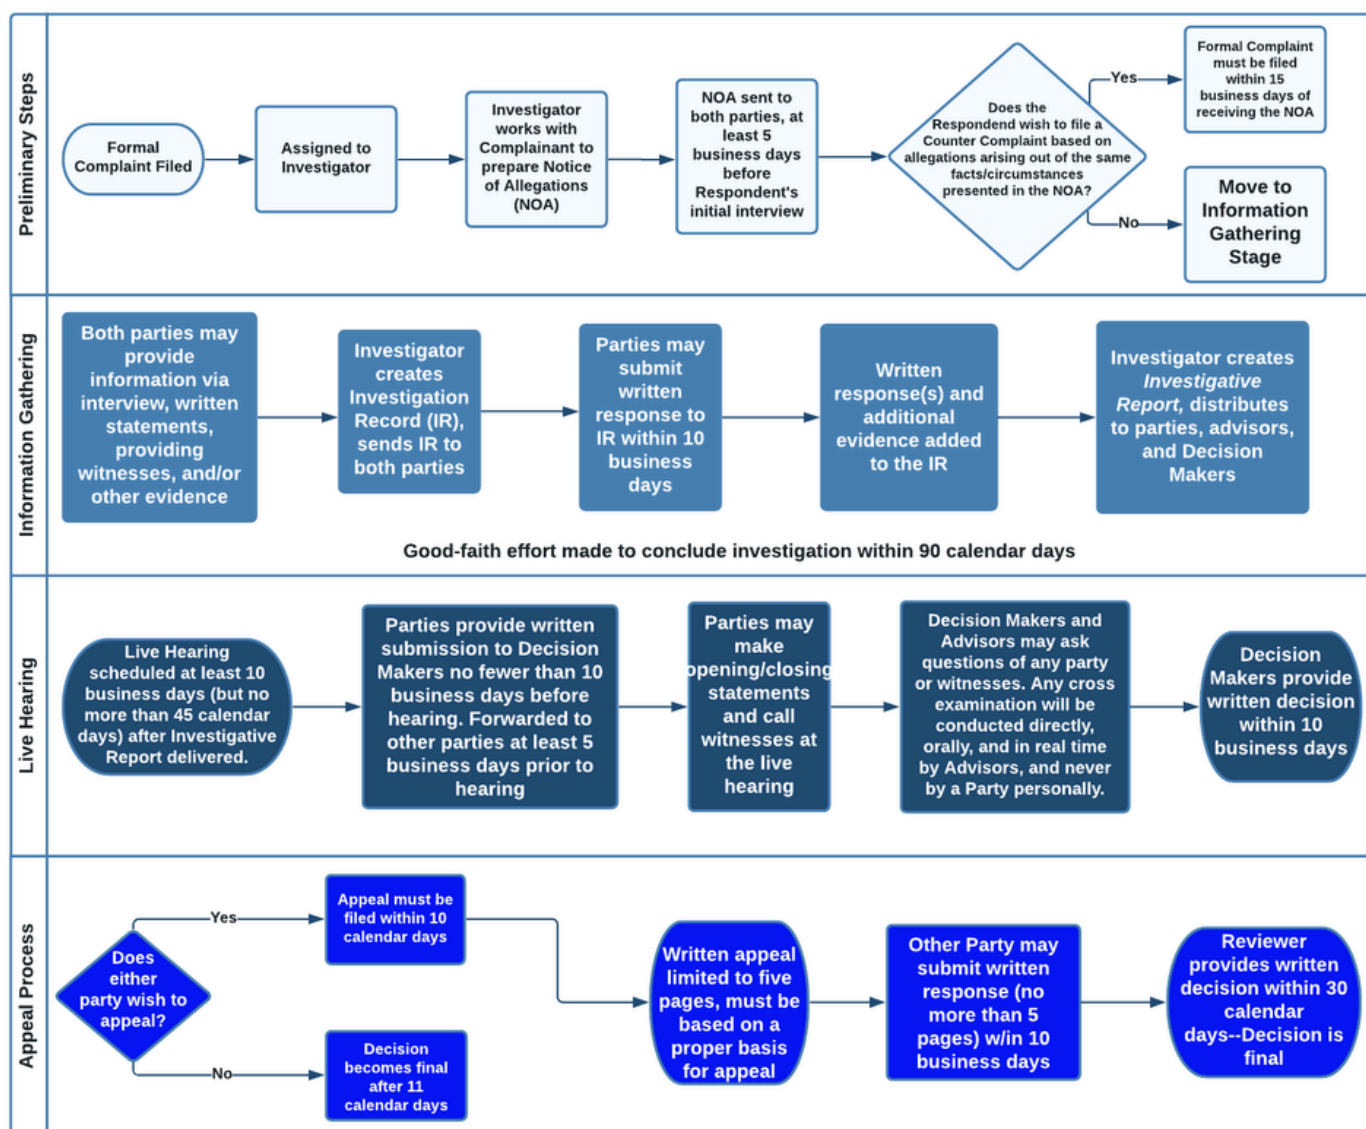 Preliminary Steps
Formal
Complaint Filed
Assigned to
Investigator
Investigator
works with
Complainant to
prepare Notice
of Allegations
(NOA)
NOA sent to
both parties, at
least 5
business days
before
Respondent's
initial interview
Does the
Respondend wish to file a
Counter Complaint based on
allegations arising out of the same
facts/circumstances
presented in the NOA?
Yes
Formal Complaint
must be filed
within 15
business days of
receiving the NOA
No
Move to
Information
Gathering
Stage
Information Gathering
Both parties may
provide
information via
interview, written
statements,
providing
witnesses, and/or
other evidence
Investigator
creates
Investigation
Record (IR),
sends IR to
both parties
Parties may
submit
written
response to
IR within 10
business
days
Written
response(s) and
additional
evidence added
to the IR
Investigator creates
Investigative
Report, distributes
to parties, advisors,
and Decision
Makers
Good-faith effort made to conclude investigation within 90 calendar days
Live Hearing
Live Hearing
scheduled at least 10
business days (but no
more than 45 calendar
days) after Investigative
Report delivered.
Parties provide written
submission to Decision
Makers no fewer than 10
business days before
hearing. Forwarded to
other parties at least 5
business days prior to
hearing
Parties may
make
opening/closing
statements
and call
witnesses at
the live
hearing
Decision Makers and
Advisors may ask
questions of any party
or witnesses. Any cross
examination will be
conducted directly,
orally, and in real time
by Advisors, and never
by a Party personally.
Decision
Makers provide
written decision
within 10
business days
Appeal Process
Does
either
party wish to
appeal?
Yes
Appeal must be
filed within 10
calendar days
No
Decision
becomes final
after 11
calendar days
Written appeal
limited to five
pages, must be
based on a
proper basis
for appeal
Other Party may
submit written
response (no
more than 5
pages) w/in 10
business days
Reviewer
provides written
decision within 30
calendar
days--Decision is
final